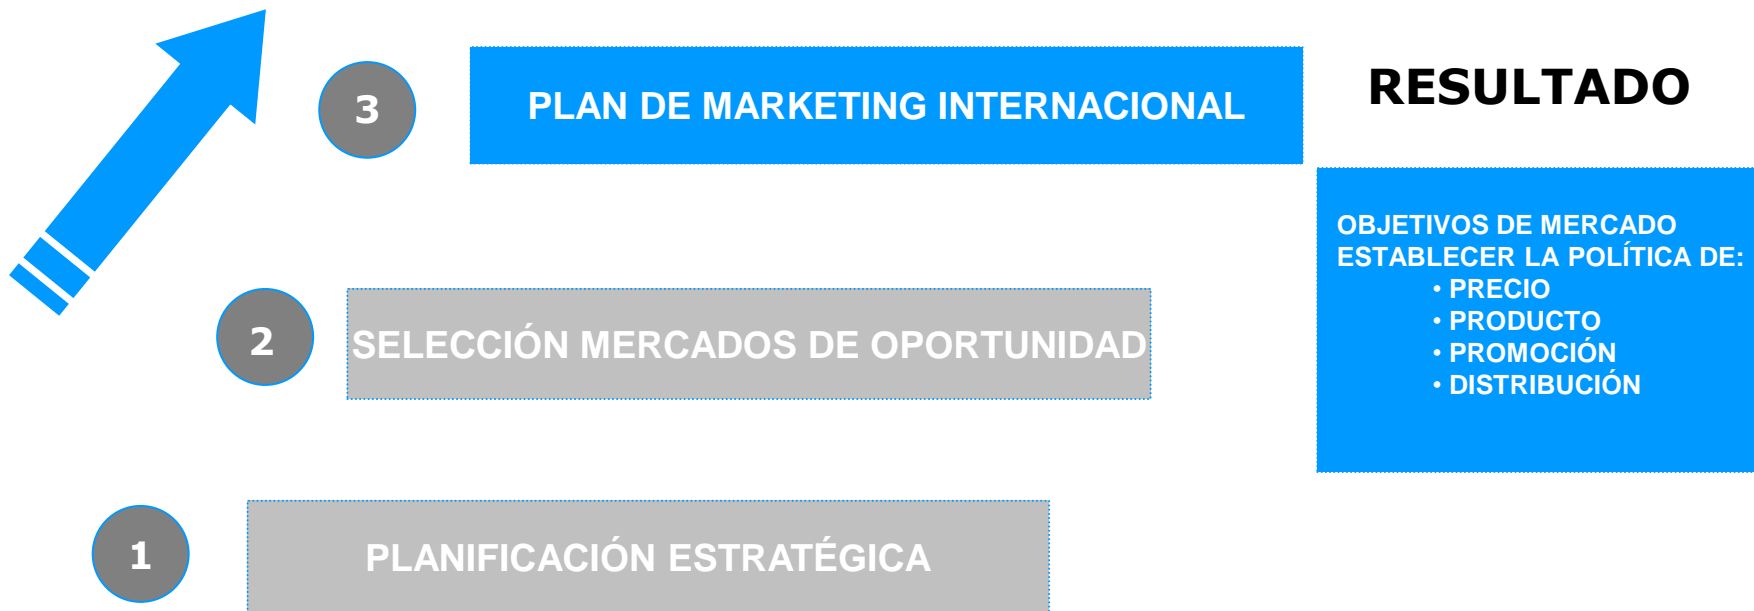 3
PLAN DE MARKETING INTERNACIONAL
RESULTADO
OBJETIVOS DE MERCADO
ESTABLECER LA POLÍTICA DE:
• PRECIO
• PRODUCTO
• PROMOCIÓN
• DISTRIBUCIÓN
2
SELECCIÓN MERCADOS DE OPORTUNIDAD
1
PLANIFICACIÓN ESTRATÉGICA